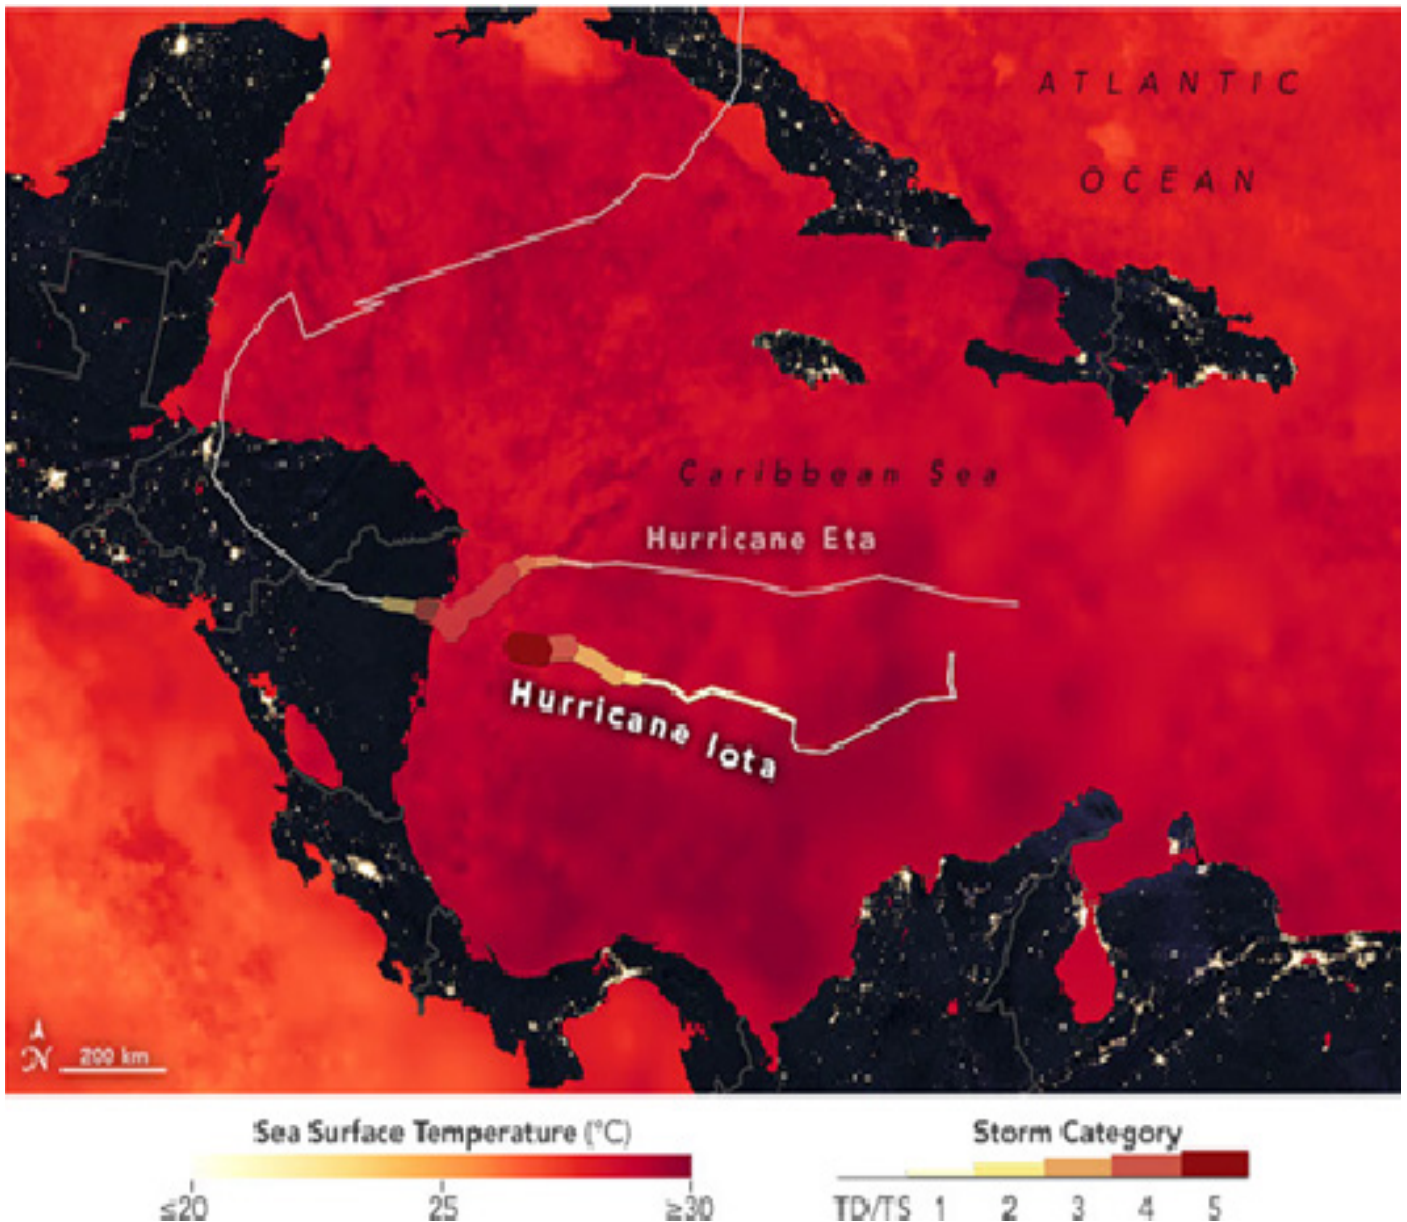 ATLANTIC
OCEAN
Caribbean Sea
Hurricane Eta
Hurricane Iota
N
200 km
Sea Surface Temperature (°C)
≤20 25 ≥30
Storm Category
TD/TS 1 2 3 4 5